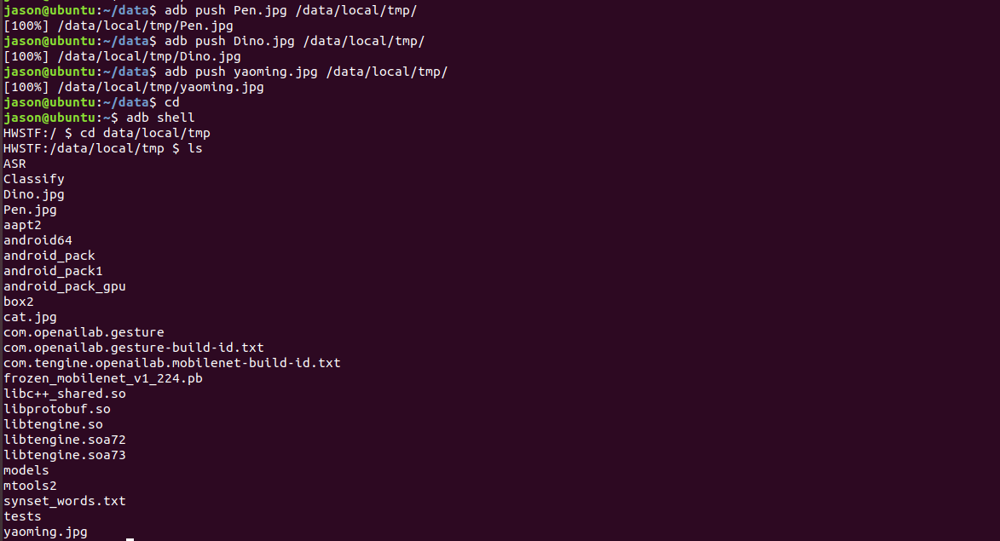 jason@ubuntu:~/data$ adb push Pen.jpg /data/local/tmp/
[100%] /data/local/tmp/Pen.jpg
jason@ubuntu:~/data$ adb push Dino.jpg /data/local/tmp/
[100%] /data/local/tmp/Dino.jpg
jason@ubuntu:~/data$ adb push yaoming.jpg /data/local/tmp/
[100%] /data/local/tmp/yaoming.jpg
jason@ubuntu:~/data$ cd
jason@ubuntu:~$ adb shell
HWSTF:/ $ cd data/local/tmp
HWSTF:/data/local/tmp $ ls
ASR
Classify
Dino.jpg
Pen.jpg
aapt2
android64
android_pack
android_pack1
android_pack_gpu
box2
cat.jpg
com.openailab.gesture
com.openailab.gesture-build-id.txt
com.tengine.openailab.mobilenet-build-id.txt
frozen_mobilenet_v1_224.pb
libc++_shared.so
libprotobuf.so
libtengine.so
libtengine.soa72
libtengine.soa73
models
mtools2
synset_words.txt
tests
yaoming.jpg